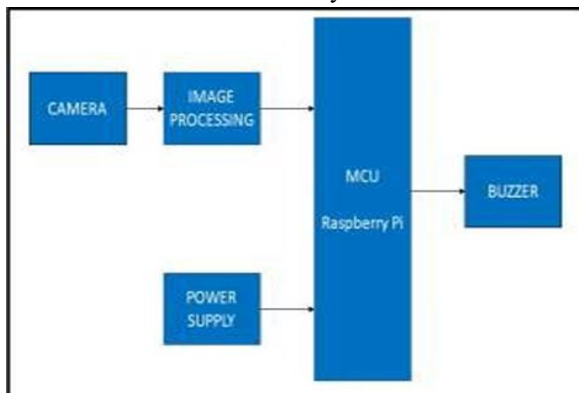 CAMERA
IMAGE
PROCESSING
MCU
Raspberry Pi
BUZZER
POWER
SUPPLY